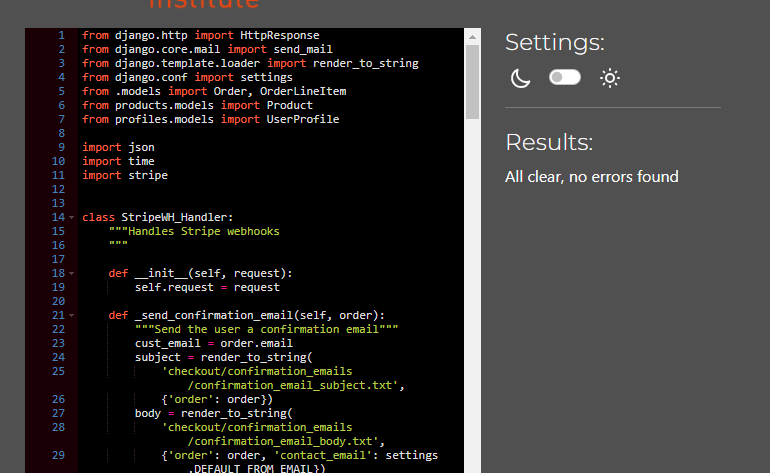 Institute
1 from django.http import HttpResponse
2 from django.core.mail import send_mail
3 from django.template.loader import render_to_string
4 from django.conf import settings
5 from .models import Order, OrderLineItem
6 from products.models import Product
7 from profiles.models import UserProfile
8
9 import json
10 import time
11 import stripe
12
13
14 class StripeWH_Handler:
15 """Handles Stripe webhooks
16 """
17
18 def __init__(self, request):
19 self.request = request
20
21 def _send_confirmation_email(self, order):
22 """Send the user a confirmation email"""
23 cust_email = order.email
24 subject = render_to_string(
25 'checkout/confirmation_emails
/confirmation_email_subject.txt',
26 {'order': order})
27 body = render_to_string(
28 'checkout/confirmation_emails
/confirmation_email_body.txt',
29 {'order': order, 'contact_email': settings
.DEFAULT_FROM_EMAIL})
Settings:
Results:
All clear, no errors found